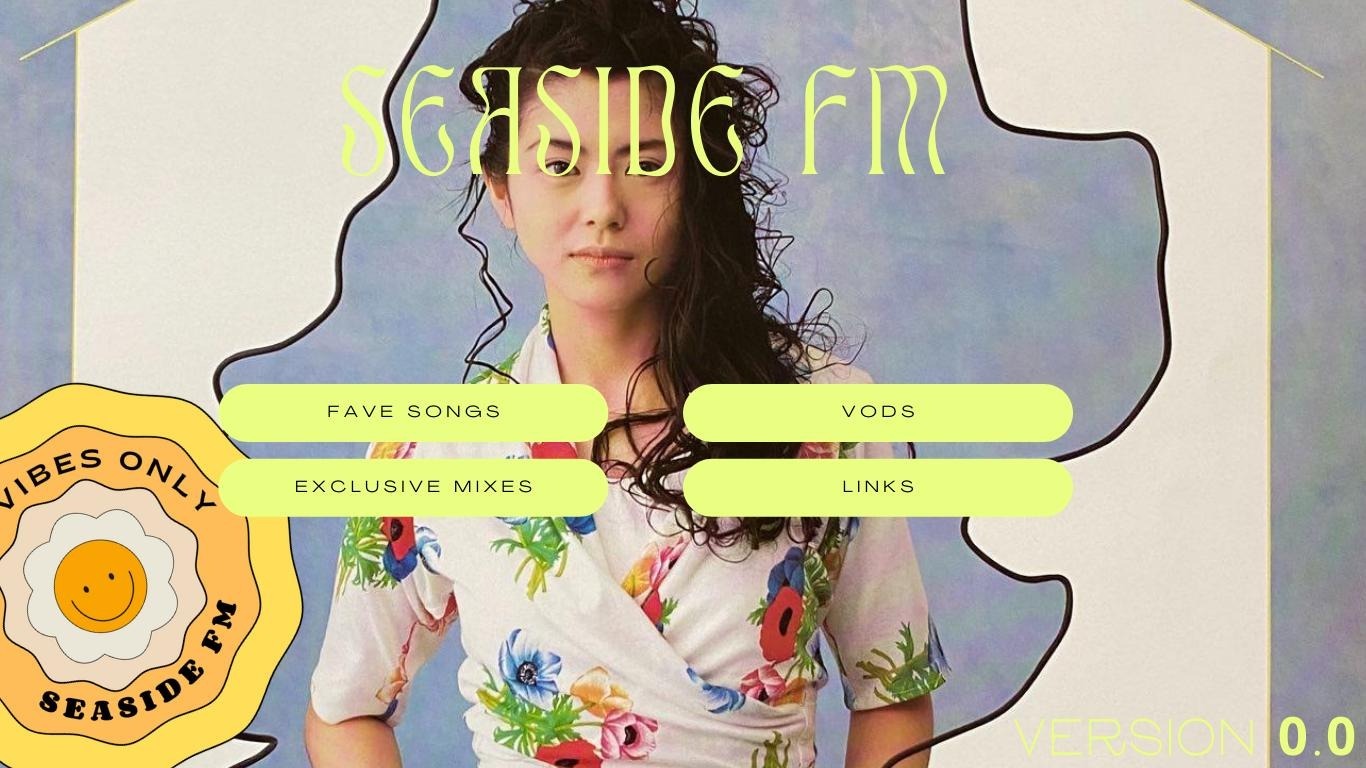 SEASIDE FM
FAVE SONGS
VODS
EXCLUSIVE MIXES
LINKS
VIBES ONLY
SEASIDE FM
VERSION 0.0